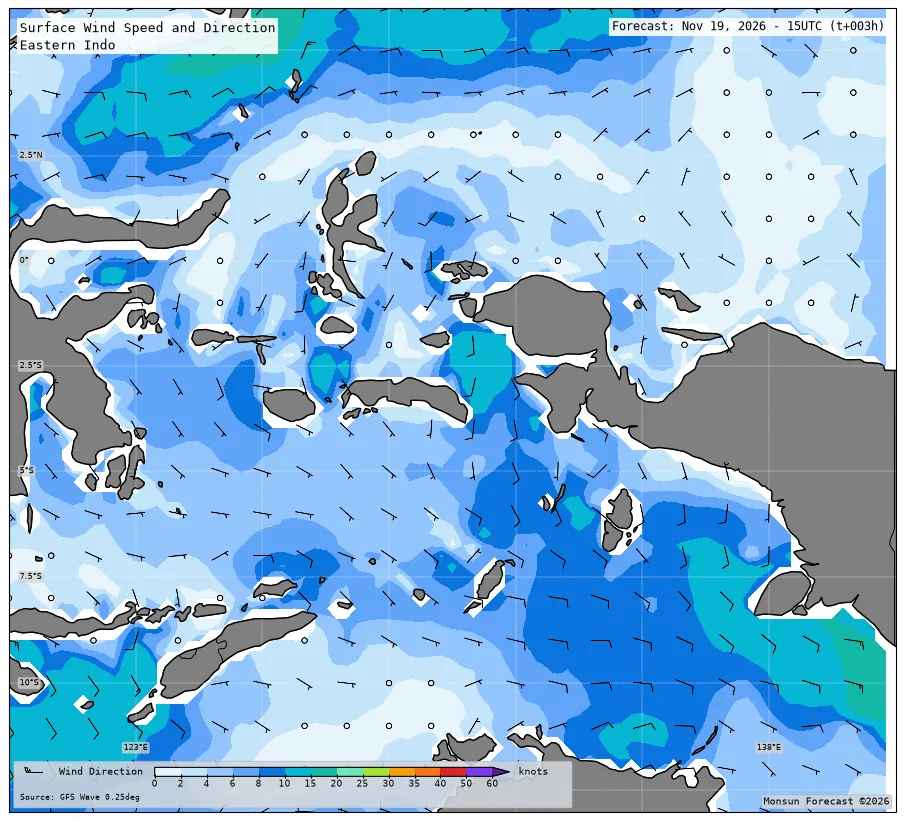 Surface Wind Speed and Direction
Eastern Indo
Forecast: Nov 19, 2026 - 15UTC (t+003h)
2.5°N
0°
2.5°S
5°S
7.5°S
10°S
123°E
138°E
Wind Direction
0 2 4 6 8 10 15 20 25 30 35 40 50 60
knots
Source: GFS Wave 0.25deg
Monsun Forecast ©2026